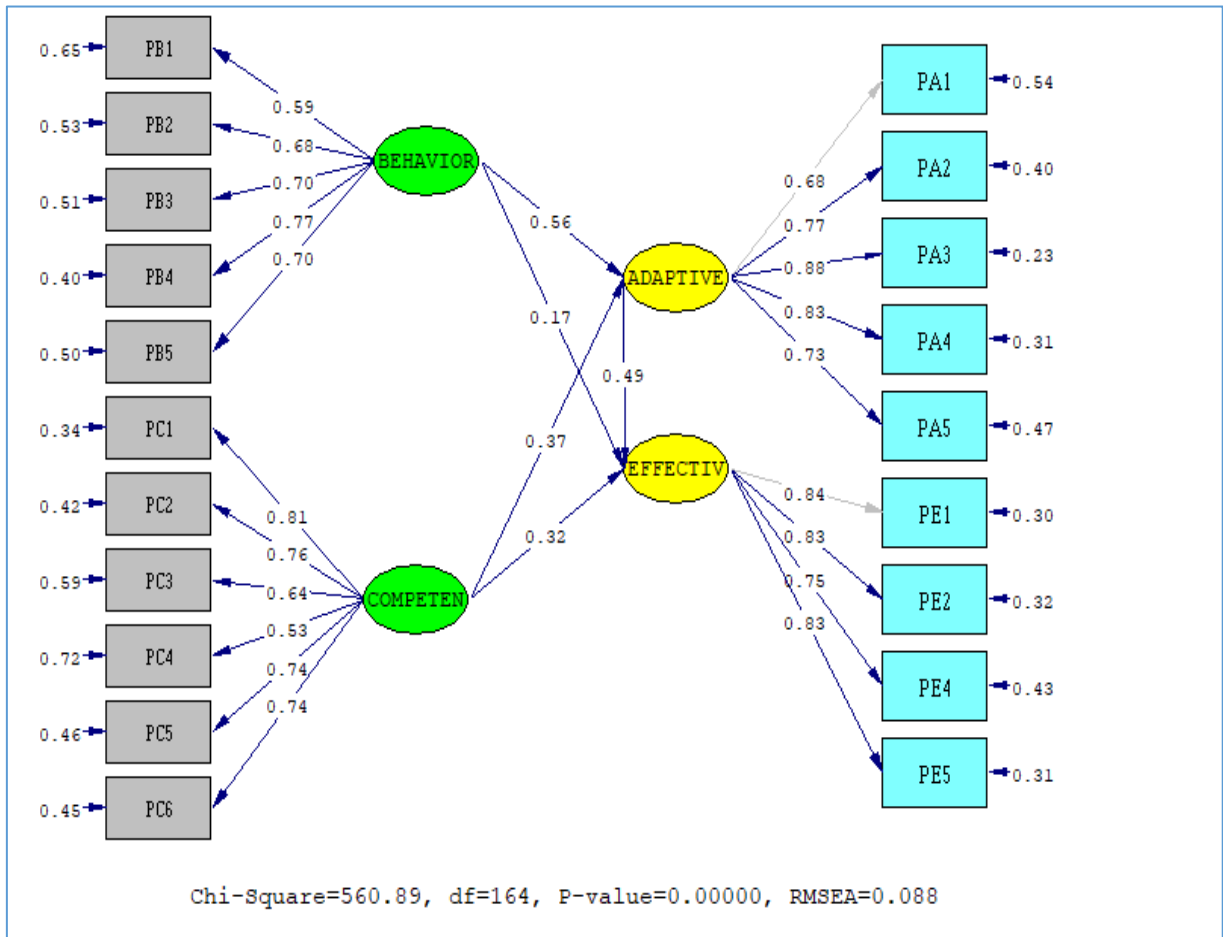 0.65 PB1
0.53 PB2
0.51 PB3
0.40 PB4
0.50 PB5
0.34 PC1
0.42 PC2
0.59 PC3
0.72 PC4
0.46 PC5
0.45 PC6
0.59
0.68
0.70
0.77
0.70
0.81
0.76
0.64
0.53
0.74
0.74
BEHAVIOR
COMPETEN
0.56
0.17
0.49
0.37
0.32
ADAPTIVE
EFFECTIV
0.68
0.77
0.88
0.83
0.73
0.84
0.83
0.75
0.83
PA1 0.54
PA2 0.40
PA3 0.23
PA4 0.31
PA5 0.47
PE1 0.30
PE2 0.32
PE4 0.43
PE5 0.31
Chi-Square=560.89, df=164, P-value=0.00000, RMSEA=0.088